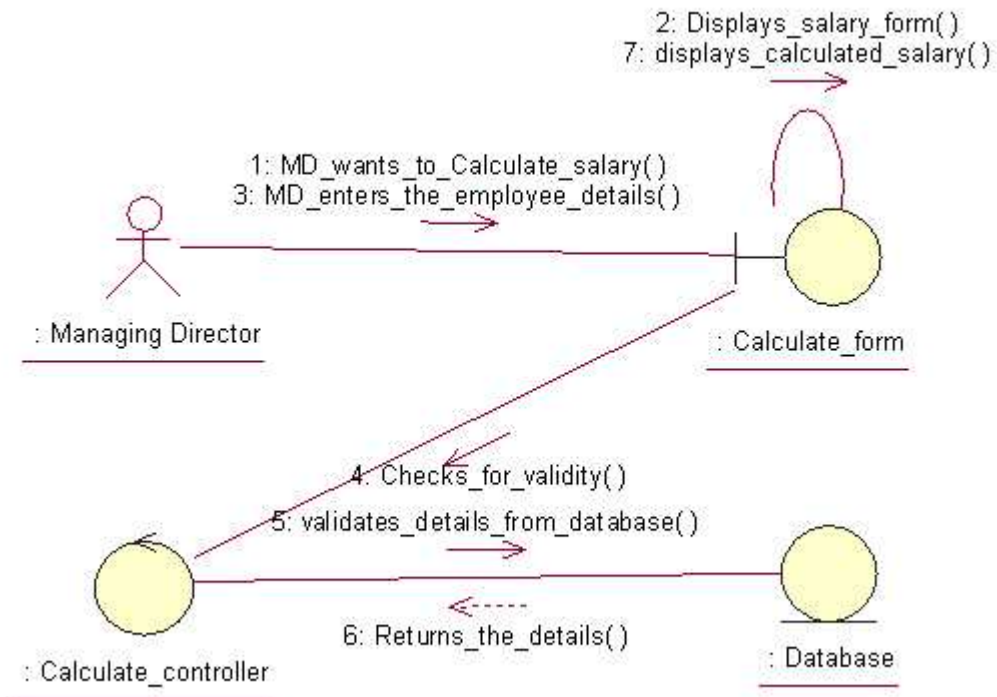 2: Displays_salary_form( )
7: displays_calculated_salary( )
1: MD_wants_to_Calculate_salary( )
3: MD_enters_the_employee_details( )
: Managing Director
: Calculate_form
4: Checks_for_validity( )
5: validates_details_from_database( )
6: Returns_the_details( )
: Calculate_controller
: Database